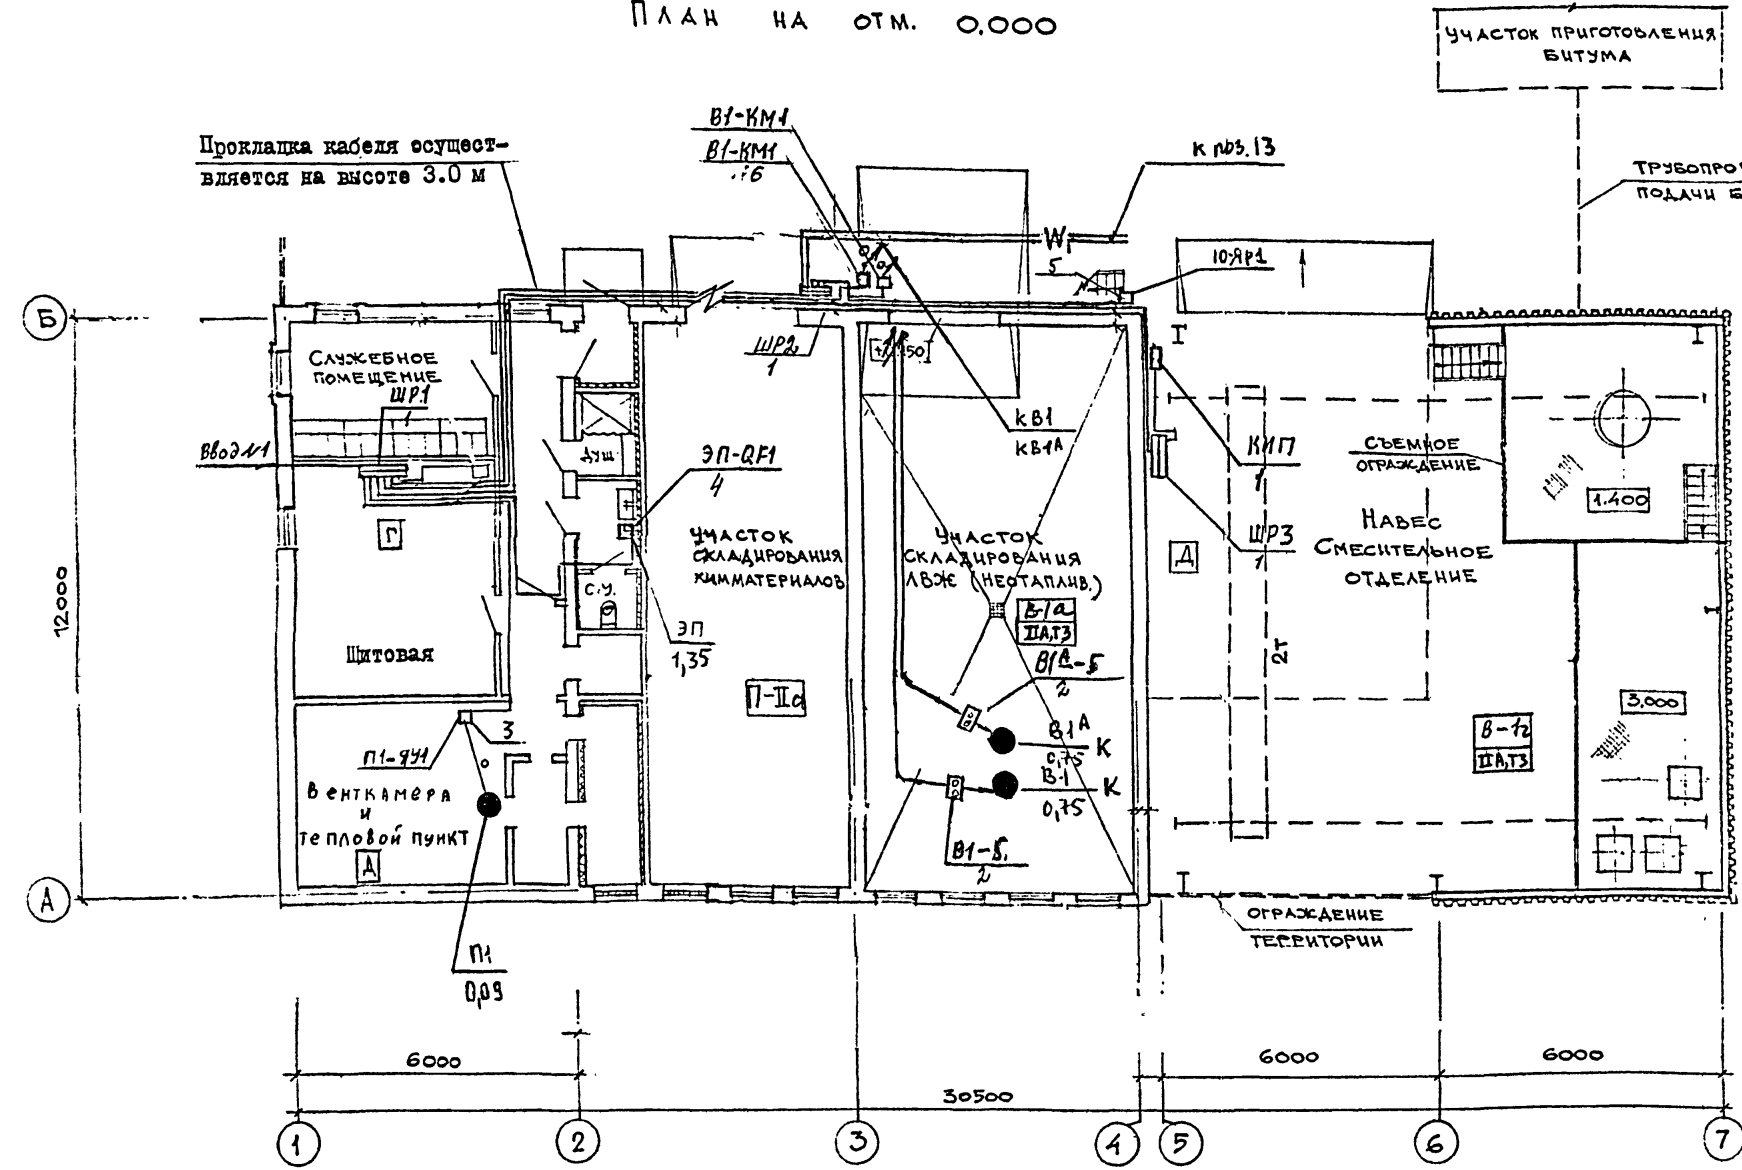 План на отм. 0.000
Участок приготовления
битума
Прокладка кабеля осущест-
вляется на высоте 3.0 м
В1-КМ1
В1-КМ1
к поз.13
подачи
W1
5
10-ЯР1
Б
Служебное
помещение
ШР1
1
Ввод №1
ШР2
1
душ
ЭП-QF1
4
кВ1
кВ1А
КИП
1
Съемное
ограждение
1.400
Г
Участок
складирования
химматериалов
Участок
складирования
ЛВЖ (неотаплив.)
ШР3
1
Д
Навес
Смесительное
отделение
12000
С.У.
В-1а
IIА,Т3
Щитовая
ЭП
1,35
2т
В1А-Б
2
П-IIа
3.000
П1-ЯУ1
3
В1А
0,75
К
В-1г
IIА,Т3
Венткамера
и
тепловой пункт
В-1
0,75
К
Д
В1-Б
2
А
ограждение
территории
П1
0,09
6000
6000
6000
30500
1
2
3
4
5
6
7